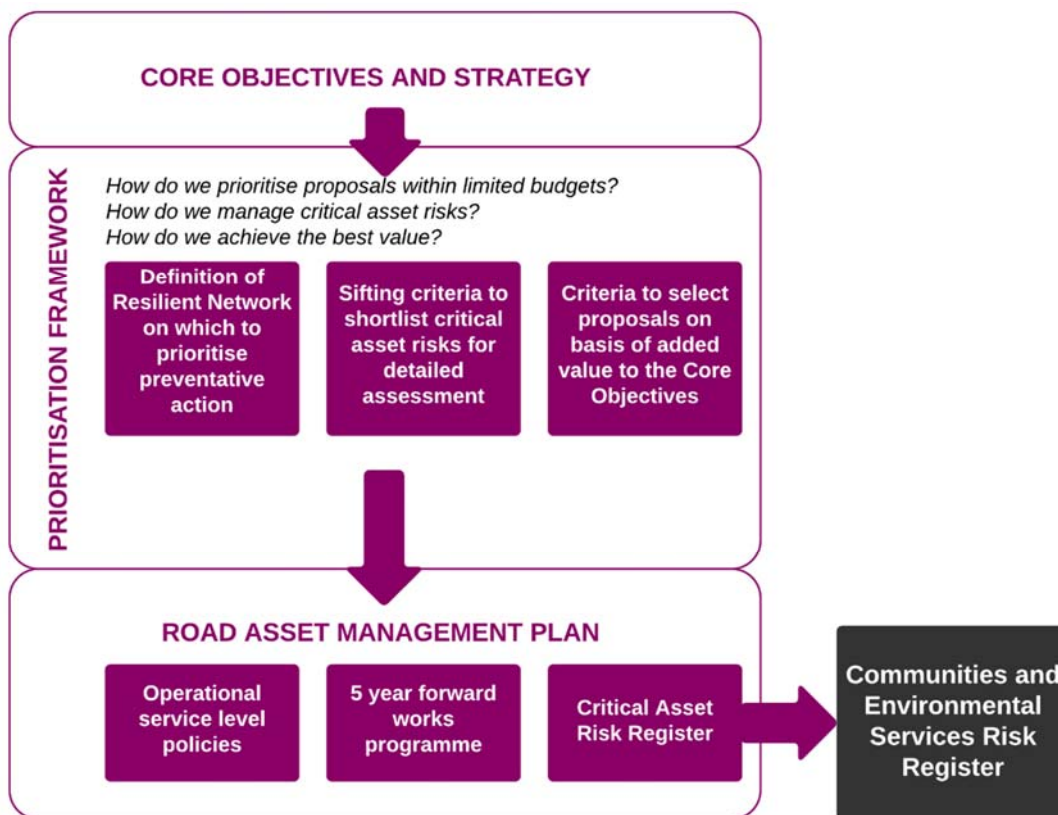 CORE OBJECTIVES AND STRATEGY
PRIORITISATION FRAMEWORK
How do we prioritise proposals within limited budgets?
How do we manage critical asset risks?
How do we achieve the best value?
Definition of
Resilient Network
on which to
prioritise
preventative
action
Sifting criteria to
shortlist critical
asset risks for
detailed
assessment
Criteria to select
proposals on
basis of added
value to the Core
Objectives
ROAD ASSET MANAGEMENT PLAN
Operational
service level
policies
5 year forward
works
programme
Critical Asset
Risk Register
Communities and
Environmental
Services Risk
Register